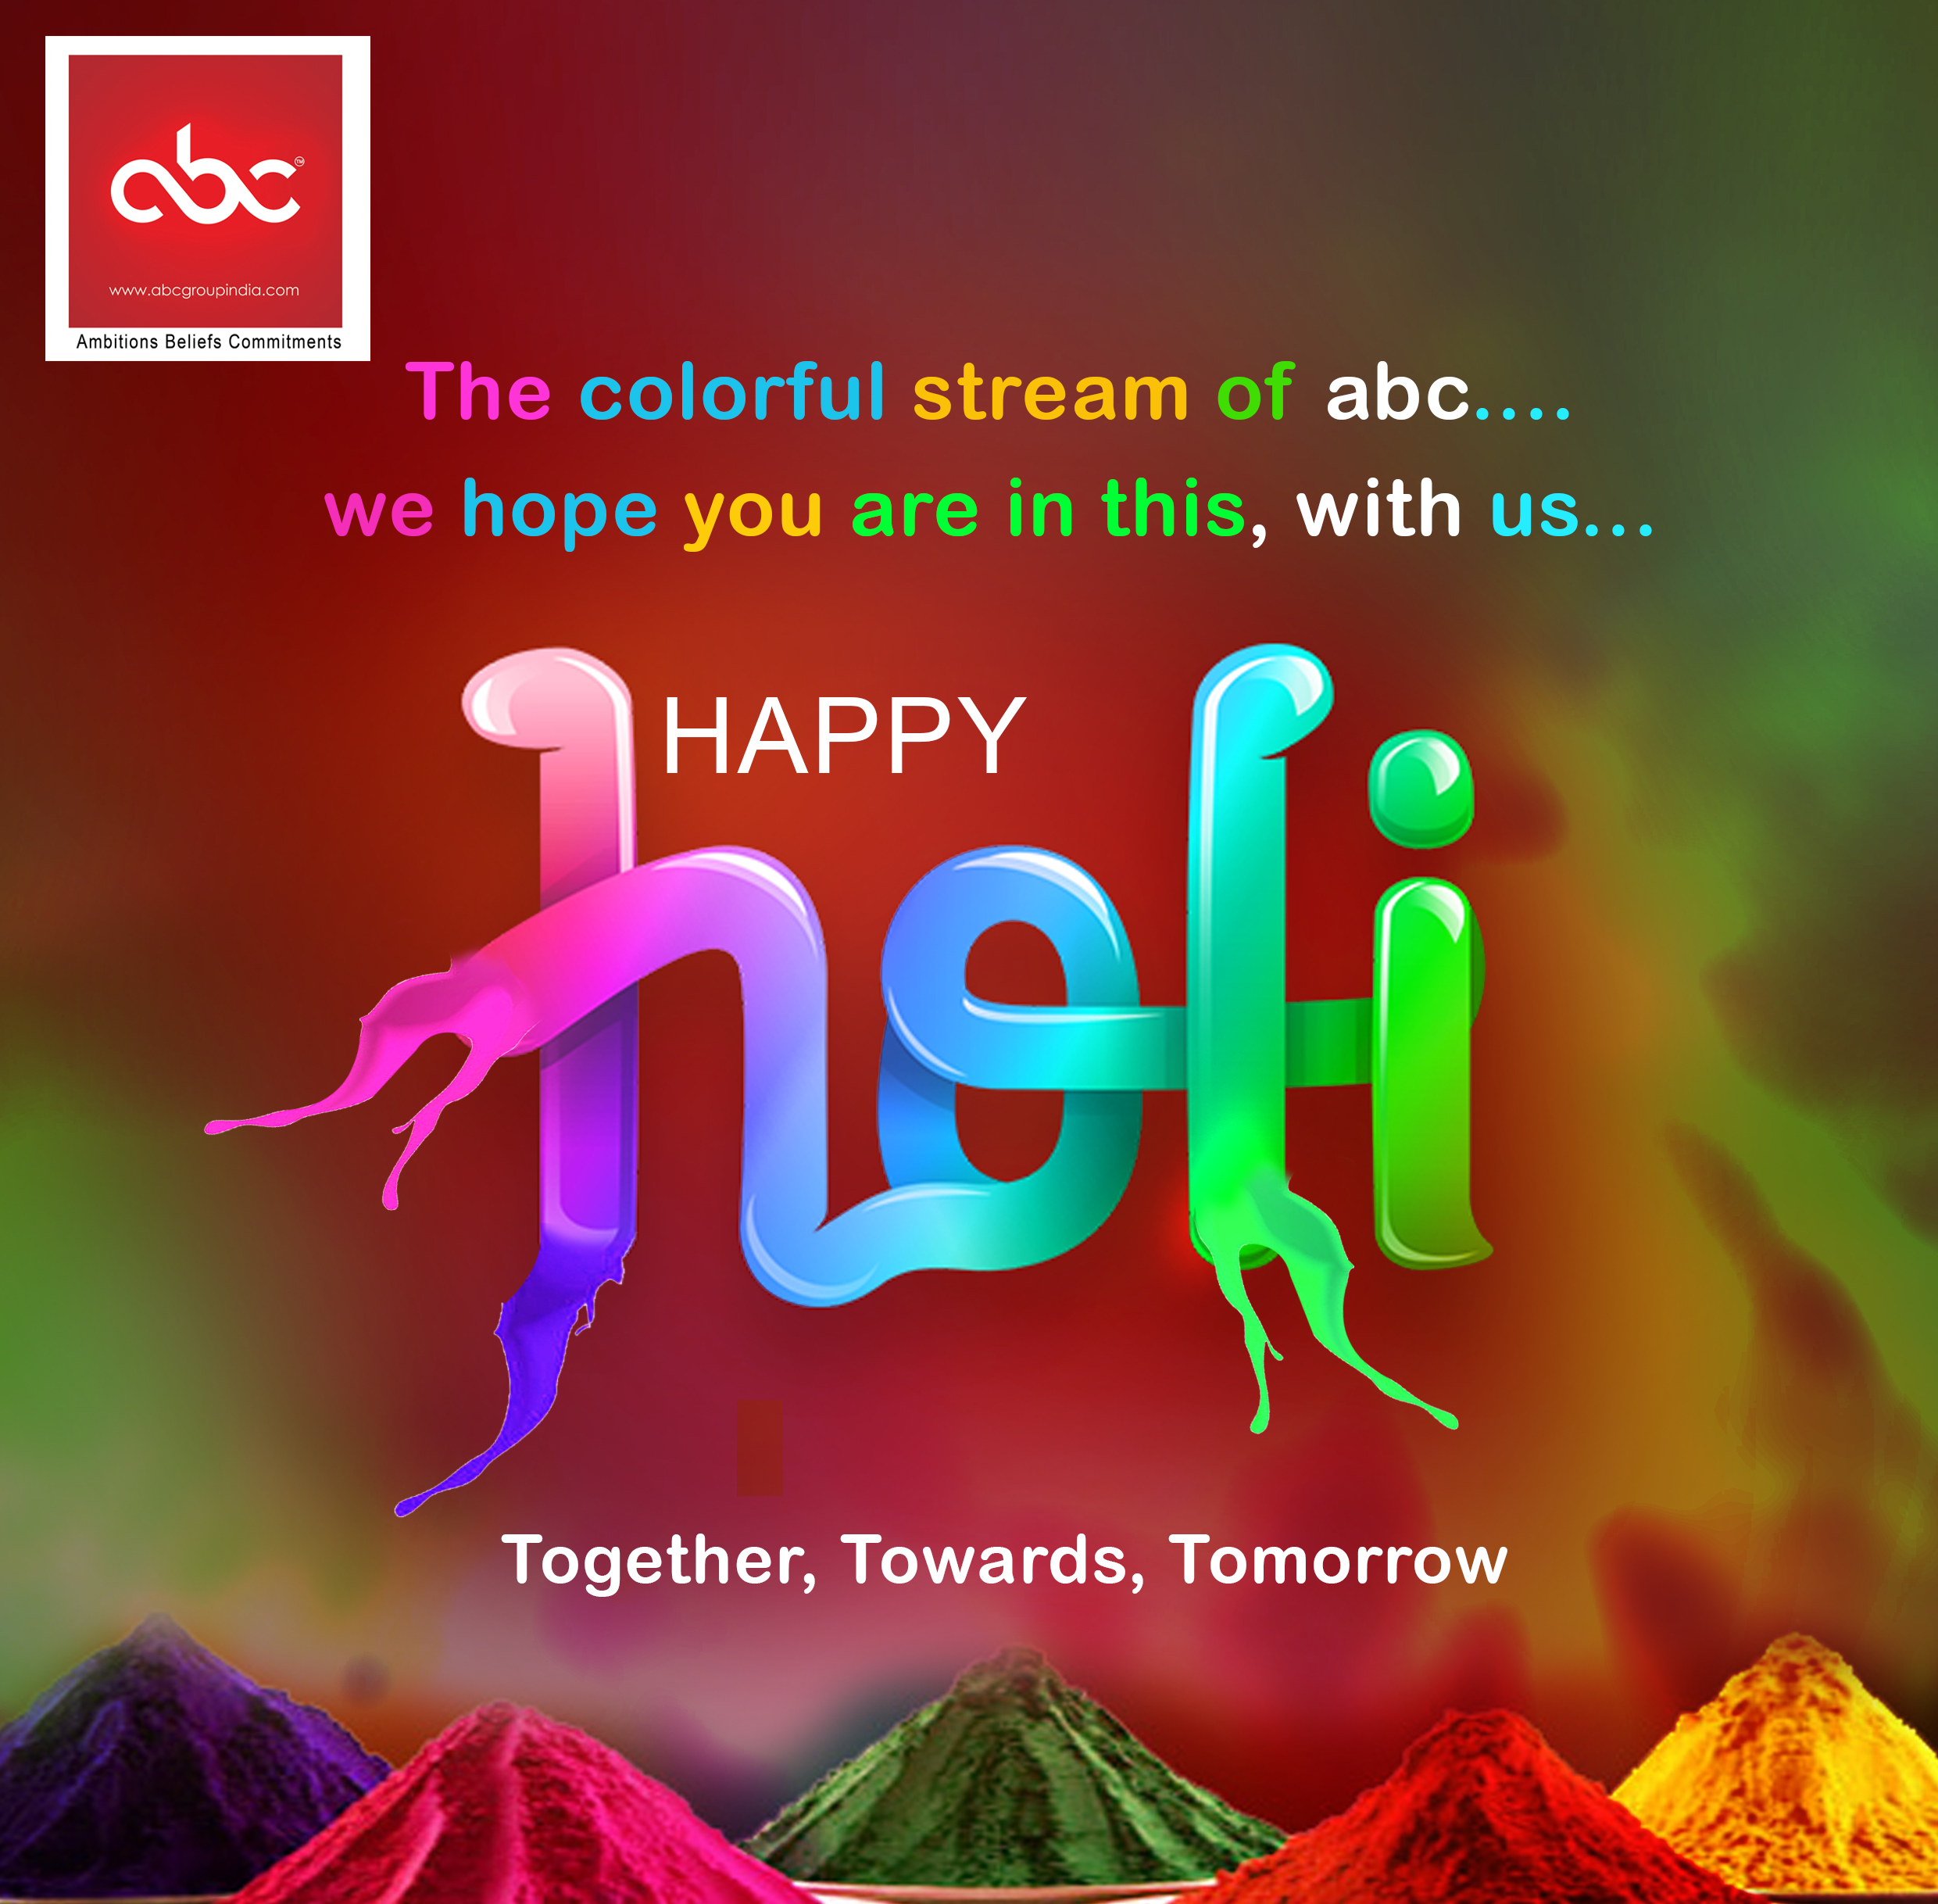 abc™
www.abcgroupindia.com
Ambitions Beliefs Commitments
The colorful stream of abc....
we hope you are in this, with us...
HAPPY
holi
Together, Towards, Tomorrow